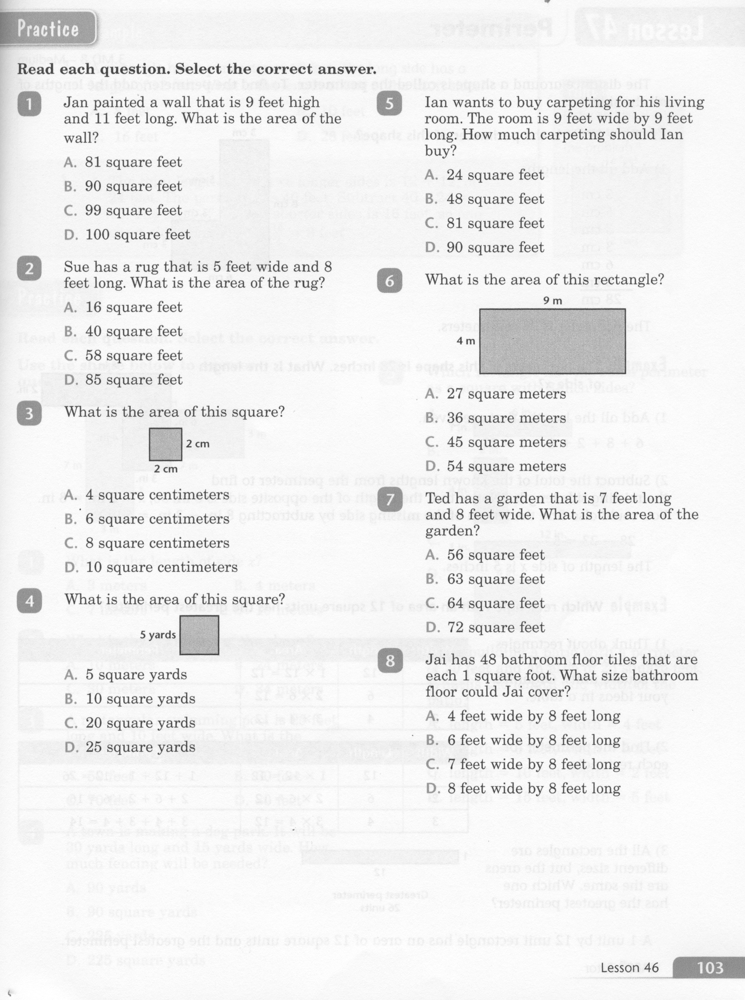 Practice
Read each question. Select the correct answer.
1
Jan painted a wall that is 9 feet high
and 11 feet long. What is the area of the
wall?
A. 81 square feet
B. 90 square feet
C. 99 square feet
D. 100 square feet
2
Sue has a rug that is 5 feet wide and 8
feet long. What is the area of the rug?
A. 16 square feet
B. 40 square feet
C. 58 square feet
D. 85 square feet
3
What is the area of this square?
2 cm
2 cm
A. 4 square centimeters
B. 6 square centimeters
C. 8 square centimeters
D. 10 square centimeters
4
What is the area of this square?
5 yards
A. 5 square yards
B. 10 square yards
C. 20 square yards
D. 25 square yards
5
Ian wants to buy carpeting for his living
room. The room is 9 feet wide by 9 feet
long. How much carpeting should Ian
buy?
A. 24 square feet
B. 48 square feet
C. 81 square feet
D. 90 square feet
6
What is the area of this rectangle?
9 m
4 m
A. 27 square meters
B. 36 square meters
C. 45 square meters
D. 54 square meters
7
Ted has a garden that is 7 feet long
and 8 feet wide. What is the area of the
garden?
A. 56 square feet
B. 63 square feet
C. 64 square feet
D. 72 square feet
8
Jai has 48 bathroom floor tiles that are
each 1 square foot. What size bathroom
floor could Jai cover?
A. 4 feet wide by 8 feet long
B. 6 feet wide by 8 feet long
C. 7 feet wide by 8 feet long
D. 8 feet wide by 8 feet long
Lesson 46
103